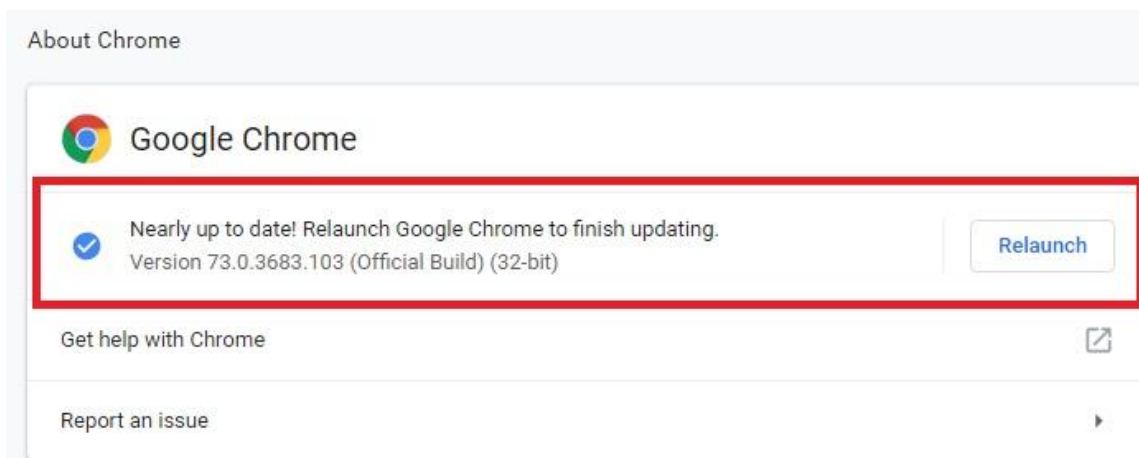 About Chrome
Google Chrome
Nearly up to date! Relaunch Google Chrome to finish updating.
Version 73.0.3683.103 (Official Build) (32-bit)
Relaunch
Get help with Chrome
Report an issue